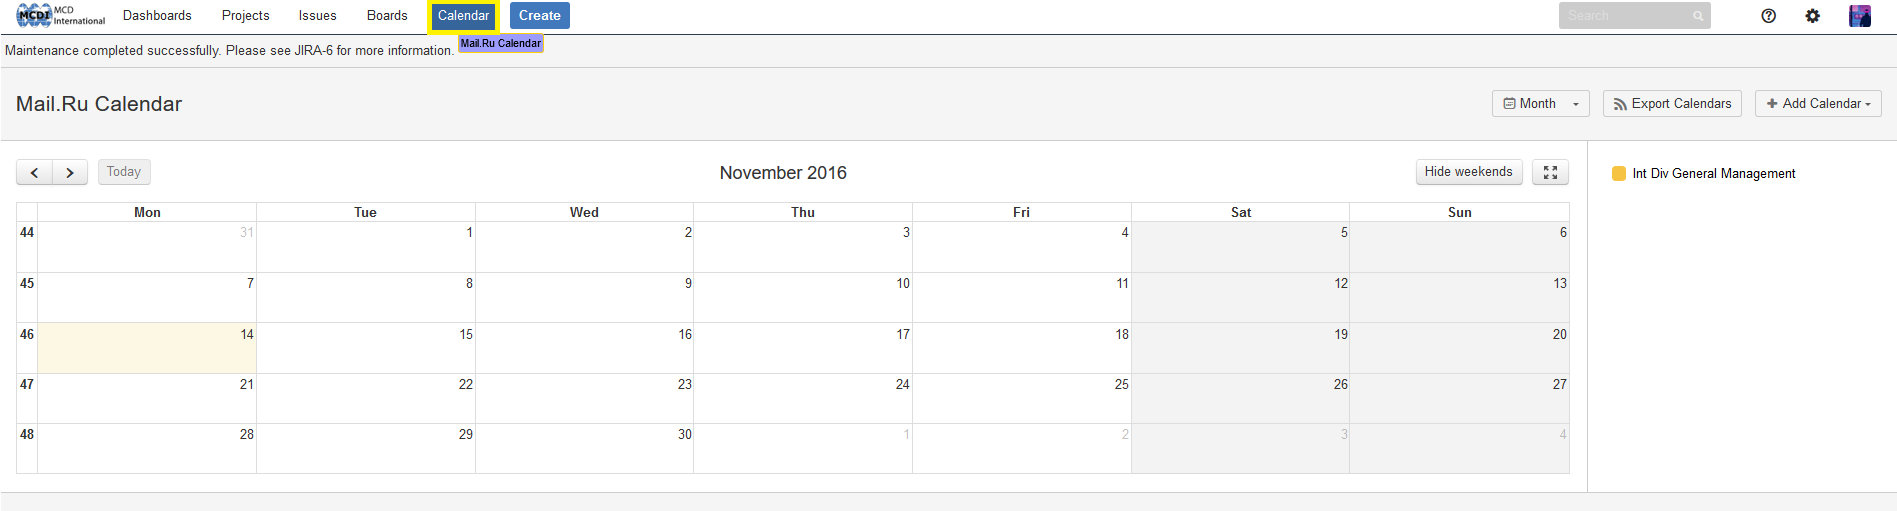 MCDI MCD International Dashboards Projects Issues Boards Calendar Create Search
Mail.Ru Calendar
Maintenance completed successfully. Please see JIRA-6 for more information.
Mail.Ru Calendar Month Export Calendars Add Calendar
Today November 2016 Hide weekends Int Div General Management
Mon Tue Wed Thu Fri Sat Sun
44 31 1 2 3 4 5 6
45 7 8 9 10 11 12 13
46 14 15 16 17 18 19 20
47 21 22 23 24 25 26 27
48 28 29 30 1 2 3 4